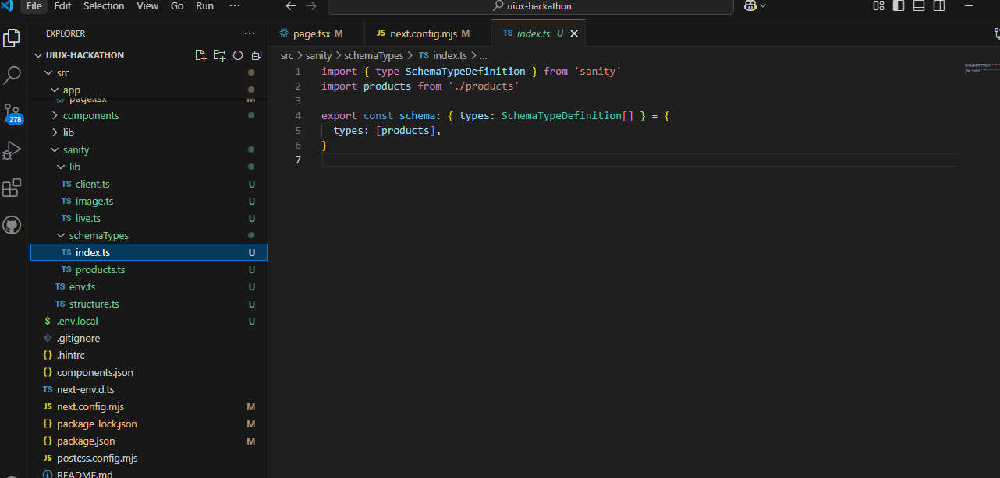 File Edit Selection View Go Run ···
uiux-hackathon
EXPLORER ···
UIUX-HACKATHON
src
app
page.tsx M
components
lib
sanity
lib
TS client.ts U
TS image.ts U
TS live.ts U
schemaTypes
TS index.ts U
TS products.ts U
TS env.ts U
TS structure.ts U
$ .env.local U
.gitignore
{} .hintrc
{} components.json
TS next-env.d.ts
JS next.config.mjs M
{} package-lock.json M
{} package.json M
JS postcss.config.mjs
README.md
278
page.tsx M
JS next.config.mjs M
TS index.ts U
src > sanity > schemaTypes > TS index.ts > ...
1 import { type SchemaTypeDefinition } from 'sanity'
2 import products from './products'
3
4 export const schema: { types: SchemaTypeDefinition[] } = {
5 types: [products],
6 }
7